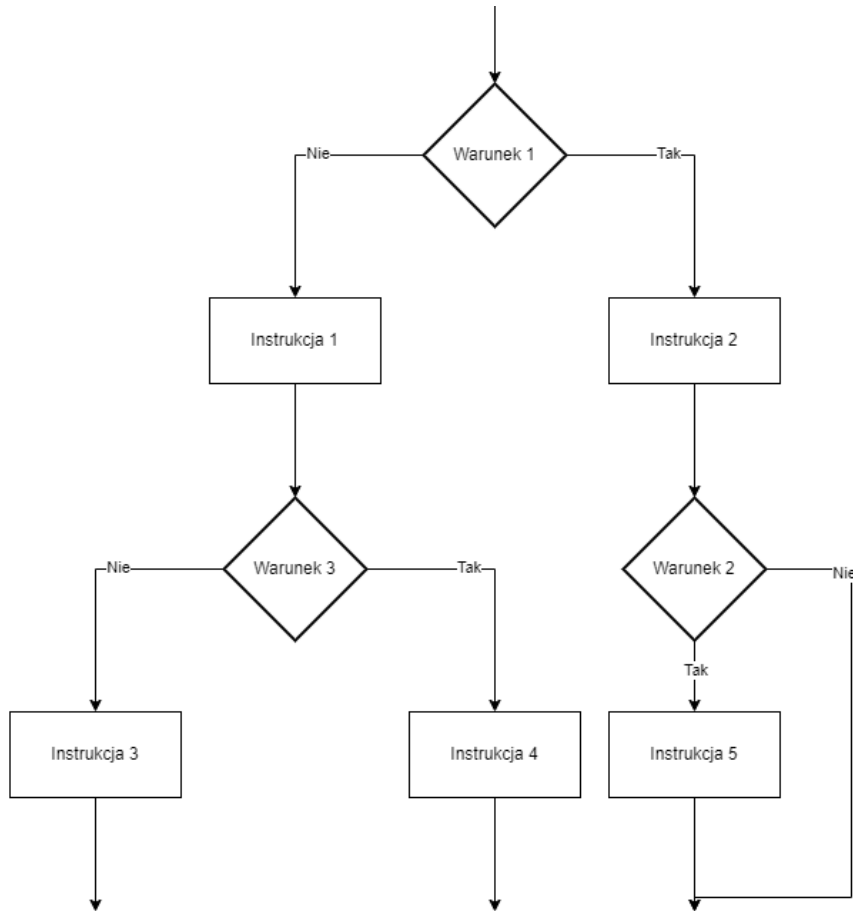 Warunek 1
Nie
Tak
Instrukcja 1
Instrukcja 2
Warunek 3
Nie
Tak
Warunek 2
Nie
Tak
Instrukcja 3
Instrukcja 4
Instrukcja 5